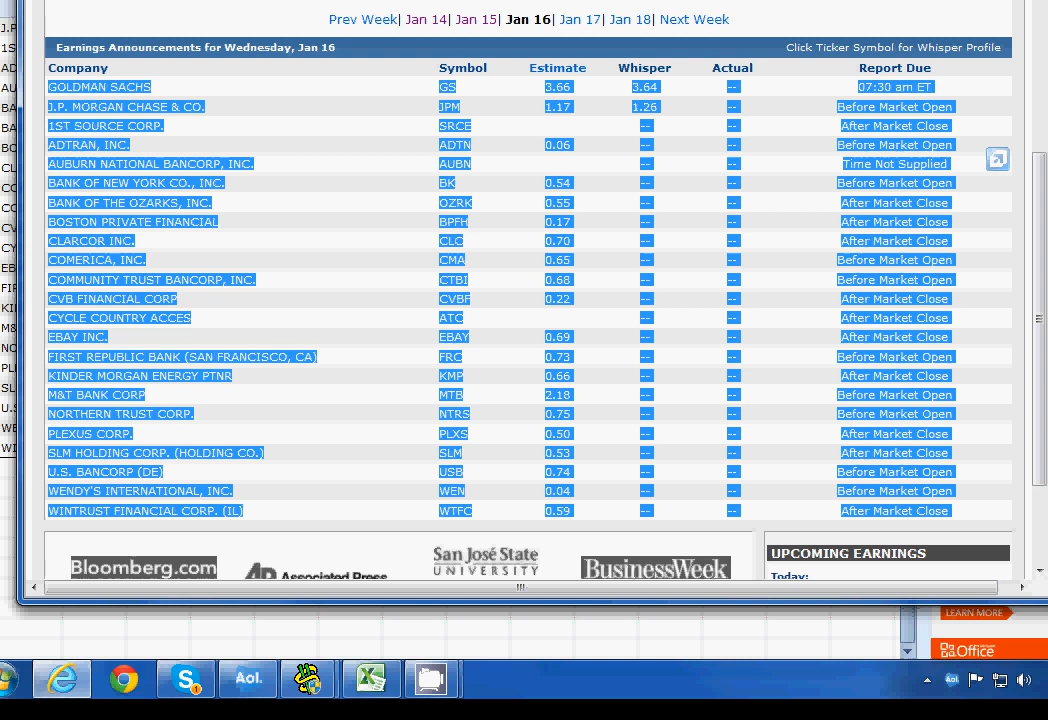 Prev Week| Jan 14| Jan 15| Jan 16| Jan 17| Jan 18| Next Week
Earnings Announcements for Wednesday, Jan 16 Click Ticker Symbol for Whisper Profile
Company Symbol Estimate Whisper Actual Report Due
GOLDMAN SACHS GS 3.66 3.64 -- 07:30 am ET
J.P. MORGAN CHASE & CO. JPM 1.17 1.26 -- Before Market Open
1ST SOURCE CORP. SRCE -- -- After Market Close
ADTRAN, INC. ADTN 0.06 -- -- Before Market Open
AUBURN NATIONAL BANCORP, INC. AUBN -- -- Time Not Supplied
BANK OF NEW YORK CO., INC. BK 0.54 -- -- Before Market Open
BANK OF THE OZARKS, INC. OZRK 0.55 -- -- After Market Close
BOSTON PRIVATE FINANCIAL BPFH 0.17 -- -- After Market Close
CLARCOR INC. CLC 0.70 -- -- After Market Close
COMERICA, INC. CMA 0.65 -- -- Before Market Open
COMMUNITY TRUST BANCORP, INC. CTBI 0.68 -- -- Before Market Open
CVB FINANCIAL CORP CVBF 0.22 -- -- After Market Close
CYCLE COUNTRY ACCES ATC -- -- After Market Close
EBAY INC. EBAY 0.69 -- -- After Market Close
FIRST REPUBLIC BANK (SAN FRANCISCO, CA) FRC 0.73 -- -- Before Market Open
KINDER MORGAN ENERGY PTNR KMP 0.66 -- -- After Market Close
M&T BANK CORP MTB 2.18 -- -- Before Market Open
NORTHERN TRUST CORP. NTRS 0.75 -- -- Before Market Open
PLEXUS CORP. PLXS 0.50 -- -- After Market Close
SLM HOLDING CORP. (HOLDING CO.) SLM 0.53 -- -- After Market Close
U.S. BANCORP (DE) USB 0.74 -- -- Before Market Open
WENDY'S INTERNATIONAL, INC. WEN 0.04 -- -- Before Market Open
WINTRUST FINANCIAL CORP. (IL) WTFC 0.59 -- -- After Market Close
Bloomberg.com AP Associated Press San José State UNIVERSITY BusinessWeek
UPCOMING EARNINGS
Today:
LEARN MORE
Office
S 1 Aol. Aol.